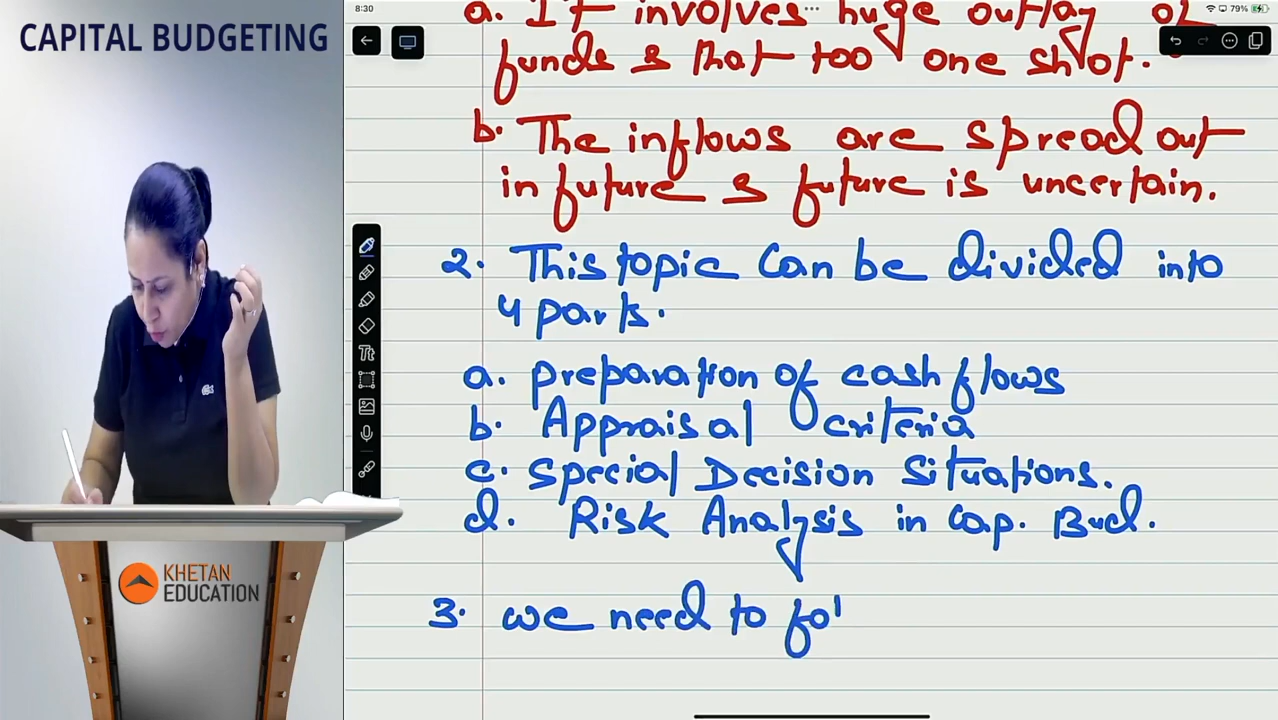 CAPITAL BUDGETING
8:30
79%
a. It involves huge outlay of
funds & that too one shot.
b. The inflows are spread out
in future & future is uncertain.
2. This topic can be divided into
4 parts.
a. preparation of cash flows
b. Appraisal criteria
c. Special Decision Situations.
d. Risk Analysis in Cap. Bud.
3. we need to fol
Tt
KHETAN
EDUCATION